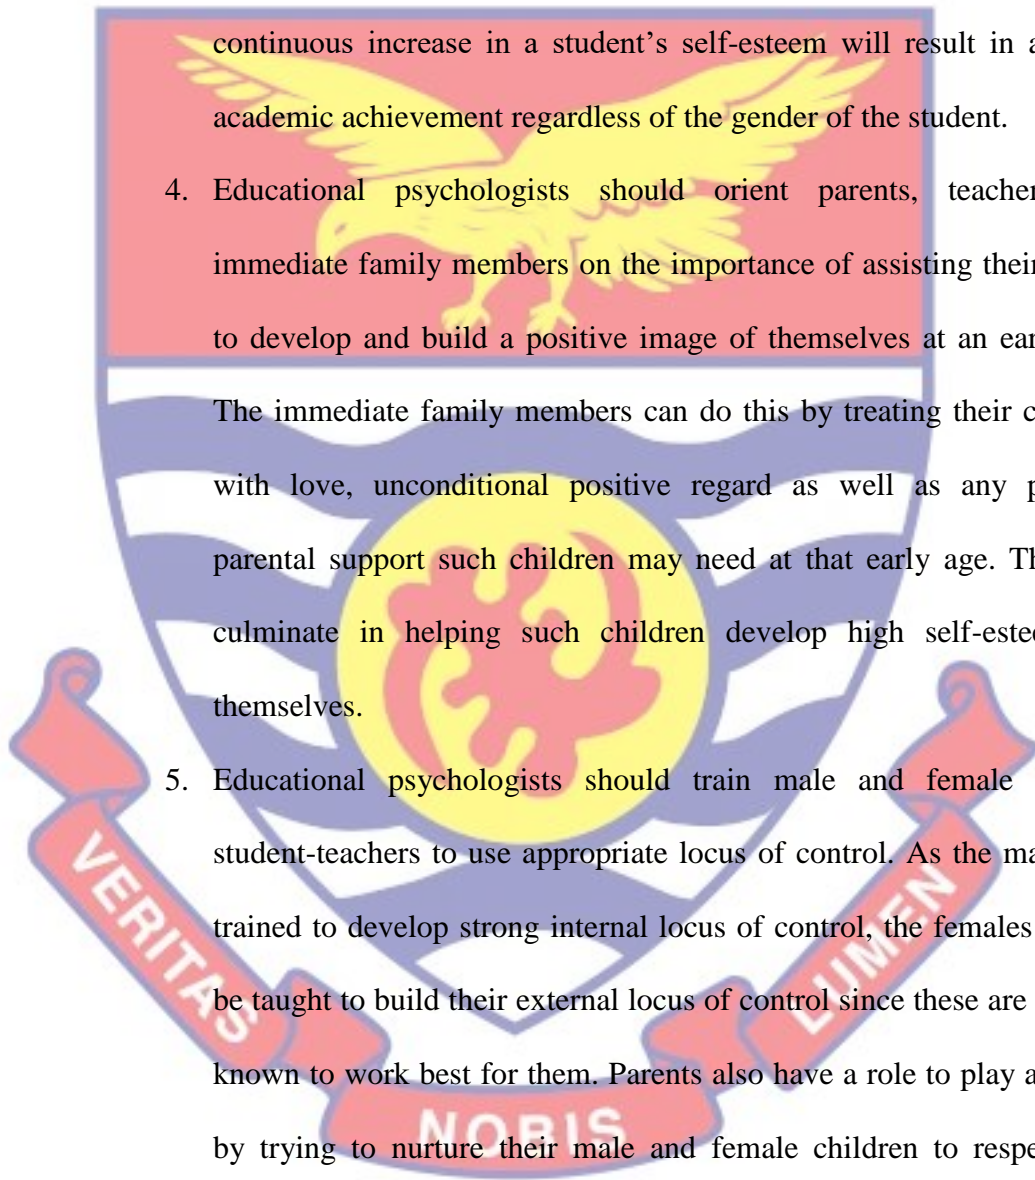 continuous increase in a student's self-esteem will result in a
academic achievement regardless of the gender of the student.
4. Educational psychologists should orient parents, teacher
immediate family members on the importance of assisting their
to develop and build a positive image of themselves at an ear
The immediate family members can do this by treating their c
with love, unconditional positive regard as well as any p
parental support such children may need at that early age. Th
culminate in helping such children develop high self-estee
themselves.
5. Educational psychologists should train male and female
student-teachers to use appropriate locus of control. As the ma
trained to develop strong internal locus of control, the females
be taught to build their external locus of control since these are
known to work best for them. Parents also have a role to play a
by trying to nurture their male and female children to respe
VERITAS
NOBIS
LUMEN